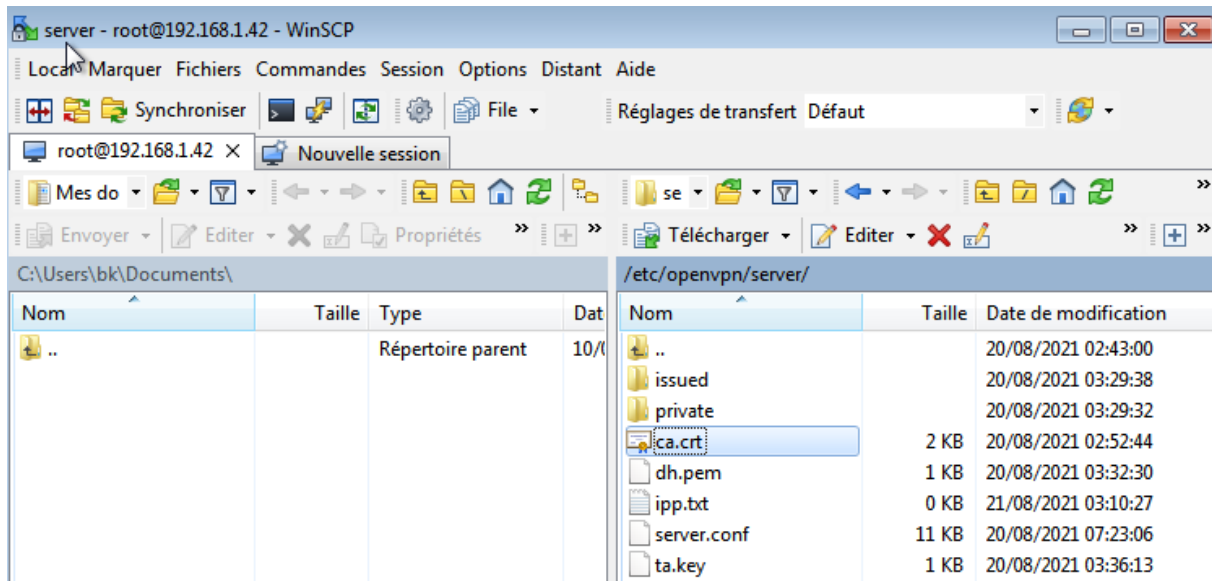 server - root@192.168.1.42 - WinSCP
Local Marquer Fichiers Commandes Session Options Distant Aide
Synchroniser File Réglages de transfert Défaut
root@192.168.1.42 Nouvelle session
Mes do se
Envoyer Editer Propriétés » » Télécharger Editer » »
C:\Users\bk\Documents\ /etc/openvpn/server/
Nom Taille Type Dat Nom Taille Date de modification
.. Répertoire parent 10/0 .. 20/08/2021 02:43:00
issued 20/08/2021 03:29:38
private 20/08/2021 03:29:32
ca.crt 2 KB 20/08/2021 02:52:44
dh.pem 1 KB 20/08/2021 03:32:30
ipp.txt 0 KB 21/08/2021 03:10:27
server.conf 11 KB 20/08/2021 07:23:06
ta.key 1 KB 20/08/2021 03:36:13